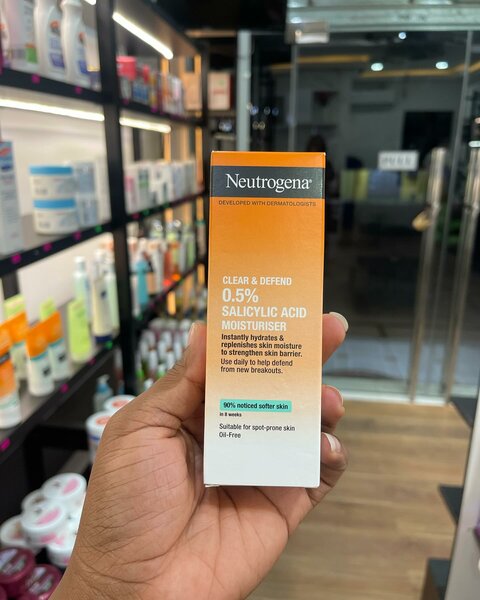 PULL
Neutrogena®
DEVELOPED WITH DERMATOLOGISTS
CLEAR & DEFEND
0.5%
SALICYLIC ACID
MOISTURISER
Instantly hydrates &
replenishes skin moisture
to strengthen skin barrier.
Use daily to help defend
from new breakouts.
90% noticed softer skin
in 8 weeks
Suitable for spot-prone skin
Oil-Free